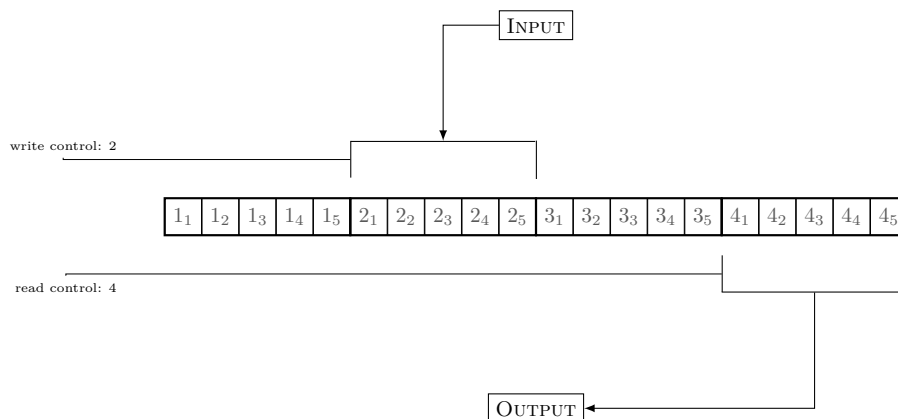 INPUT
write control: 2
1₁ 1₂ 1₃ 1₄ 1₅ 2₁ 2₂ 2₃ 2₄ 2₅ 3₁ 3₂ 3₃ 3₄ 3₅ 4₁ 4₂ 4₃ 4₄ 4₅
read control: 4
OUTPUT